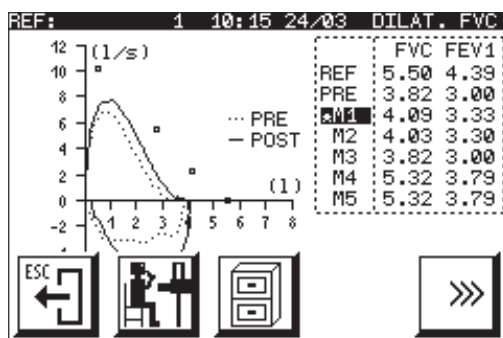 REF: 1 10:15 24/03 DILAT. FVC
(l/s)
12
10
8
6
4
2
0
-2
-4
1 2 3 4 5 6 7 8
(l)
··· PRE
— POST
FVC FEV1
REF 5.50 4.39
PRE 3.82 3.00
*M1 4.09 3.33
M2 4.03 3.30
M3 3.82 3.00
M4 5.32 3.79
M5 5.32 3.79
ESC
>>>